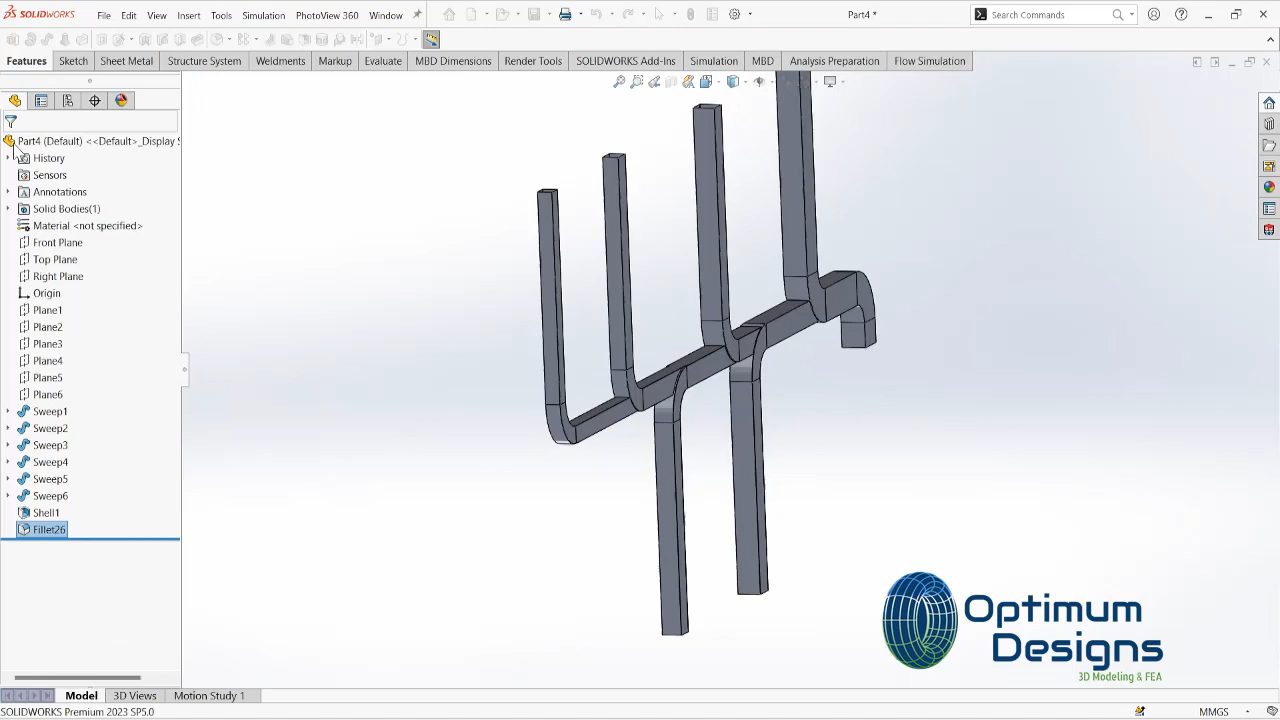 SOLIDWORKS File Edit View Insert Tools Simulation PhotoView 360 Window Part4 * Search Commands
Features Sketch Sheet Metal Structure System Weldments Markup Evaluate MBD Dimensions Render Tools SOLIDWORKS Add-Ins Simulation MBD Analysis Preparation Flow Simulation
Part4 (Default) <<Default>_Display S
History
Sensors
Annotations
Solid Bodies(1)
Material <not specified>
Front Plane
Top Plane
Right Plane
Origin
Plane1
Plane2
Plane3
Plane4
Plane5
Plane6
Sweep1
Sweep2
Sweep3
Sweep4
Sweep5
Sweep6
Shell1
Fillet26
Optimum
Designs
3D Modeling & FEA
Model 3D Views Motion Study 1
SOLIDWORKS Premium 2023 SP5.0 MMGS